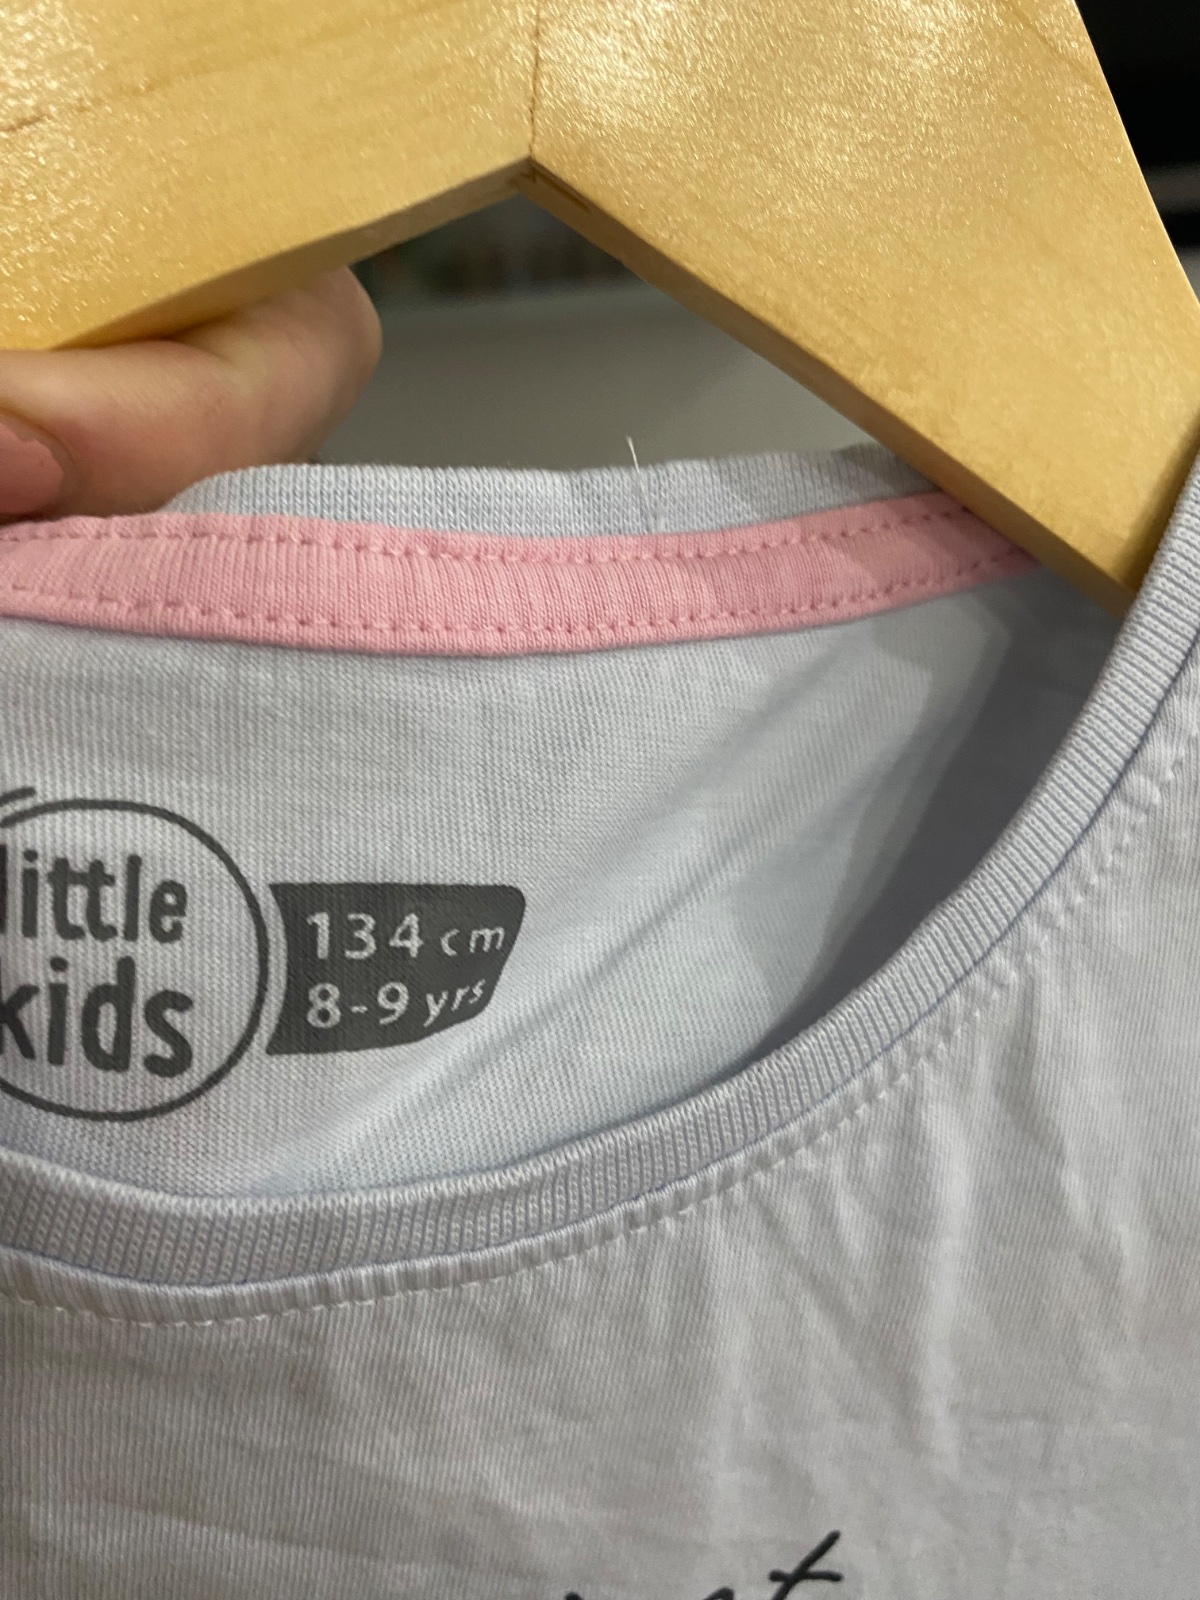 little
kids
134 cm
8-9 yrs